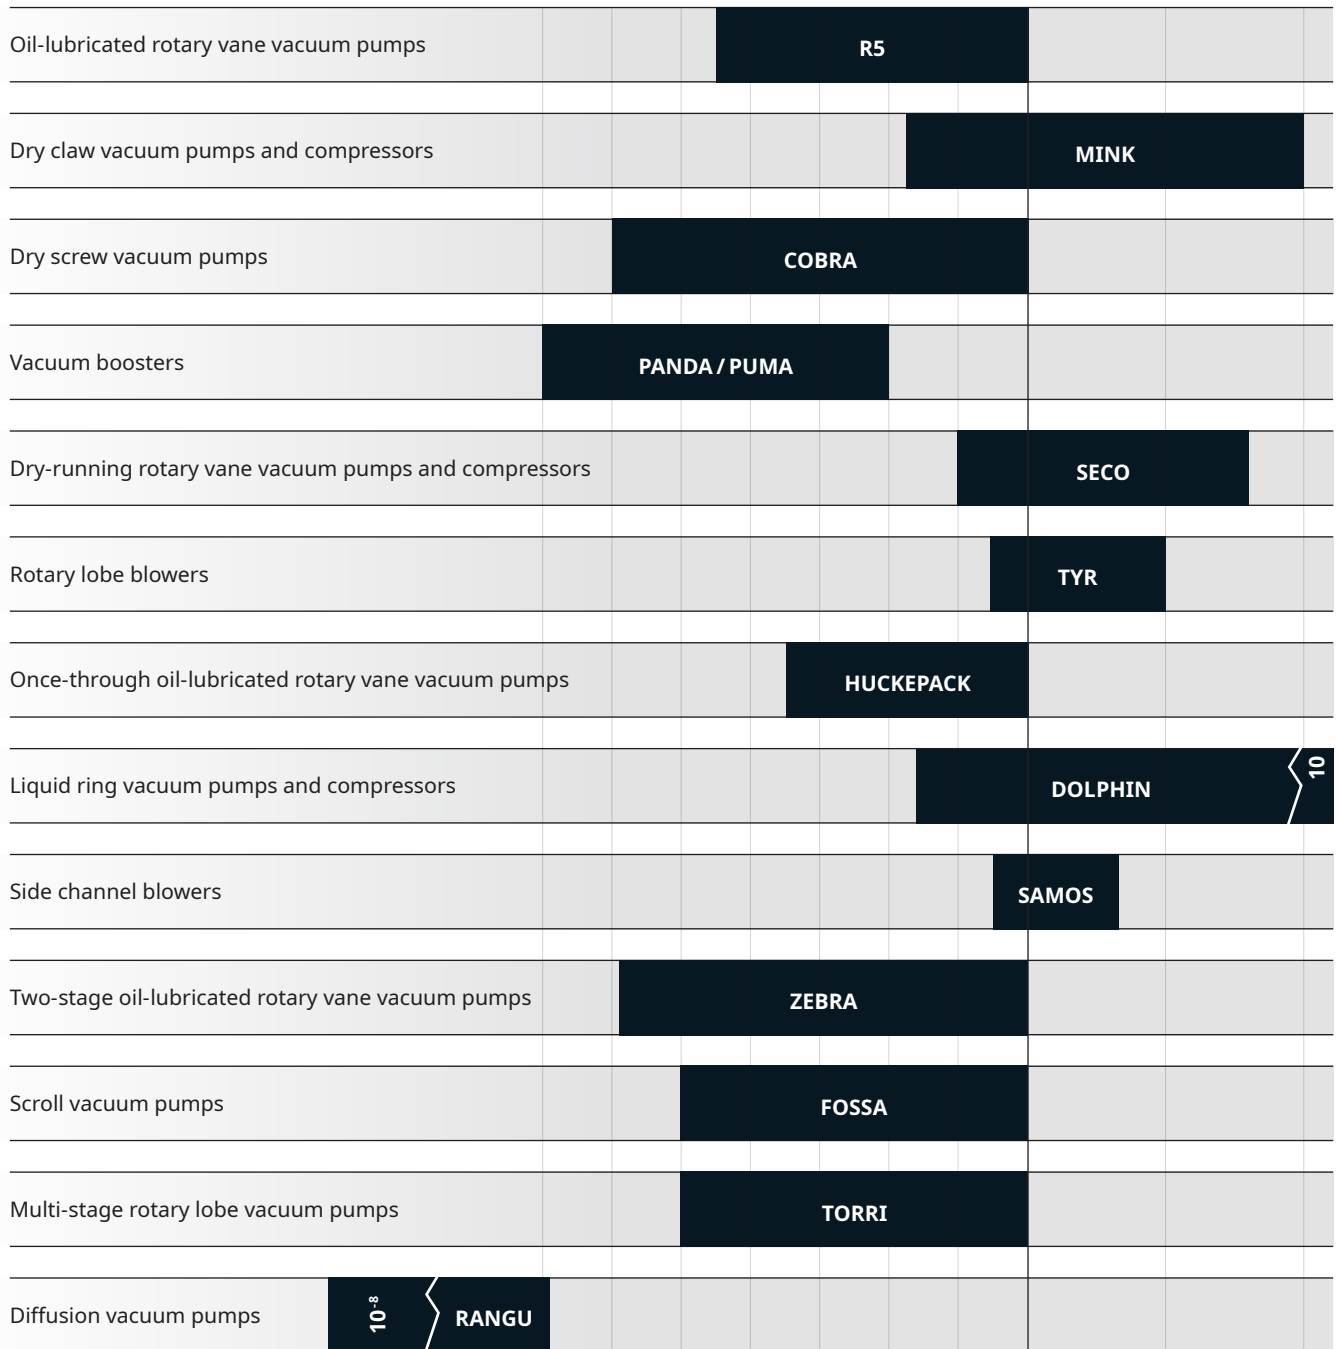 Oil-lubricated rotary vane vacuum pumps R5
Dry claw vacuum pumps and compressors MINK
Dry screw vacuum pumps COBRA
Vacuum boosters PANDA / PUMA
Dry-running rotary vane vacuum pumps and compressors SECO
Rotary lobe blowers TYR
Once-through oil-lubricated rotary vane vacuum pumps HUCKEPACK
Liquid ring vacuum pumps and compressors DOLPHIN 10
Side channel blowers SAMOS
Two-stage oil-lubricated rotary vane vacuum pumps ZEBRA
Scroll vacuum pumps FOSSA
Multi-stage rotary lobe vacuum pumps TORRI
Diffusion vacuum pumps 10⁻⁸ RANGU